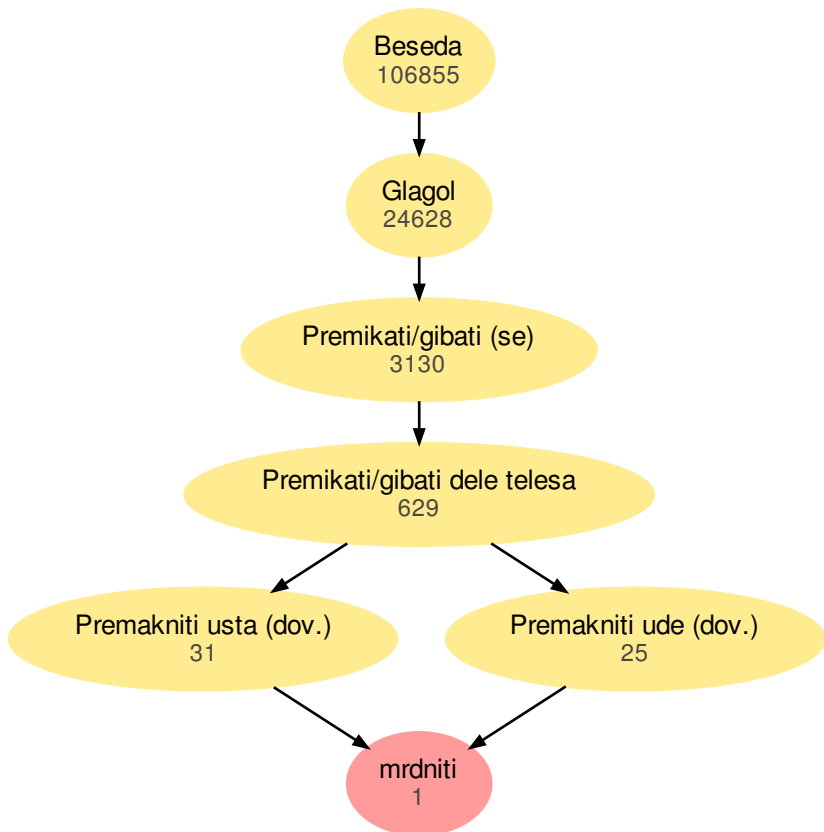 Beseda
106855
Glagol
24628
Premikati/gibati (se)
3130
Premikati/gibati dele telesa
629
Premakniti usta (dov.)
31
Premakniti ude (dov.)
25
mrdniti
1